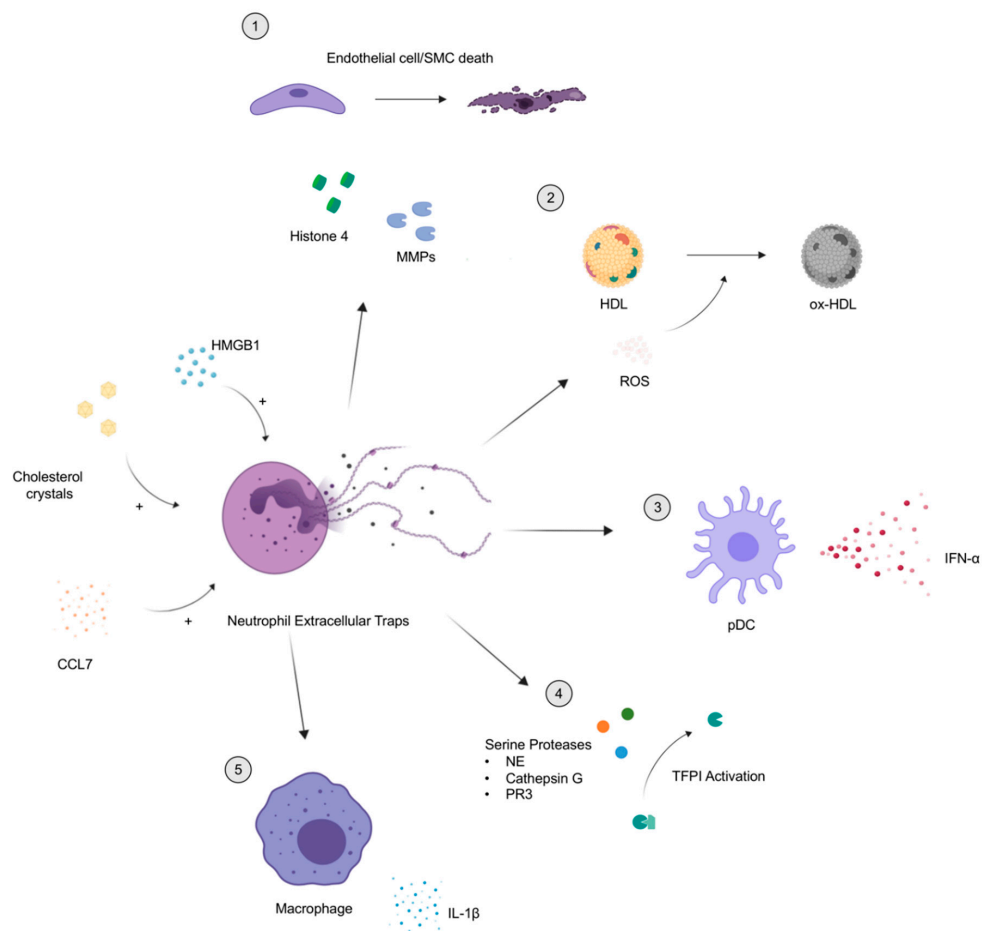 1
Endothelial cell/SMC death
2
Histone 4
MMPs
HDL
ox-HDL
ROS
HMGB1
+
Cholesterol
crystals
+
3
IFN-α
pDC
Neutrophil Extracellular Traps
+
CCL7
4
Serine Proteases
• NE
• Cathepsin G
• PR3
TFPI Activation
5
Macrophage
IL-1β